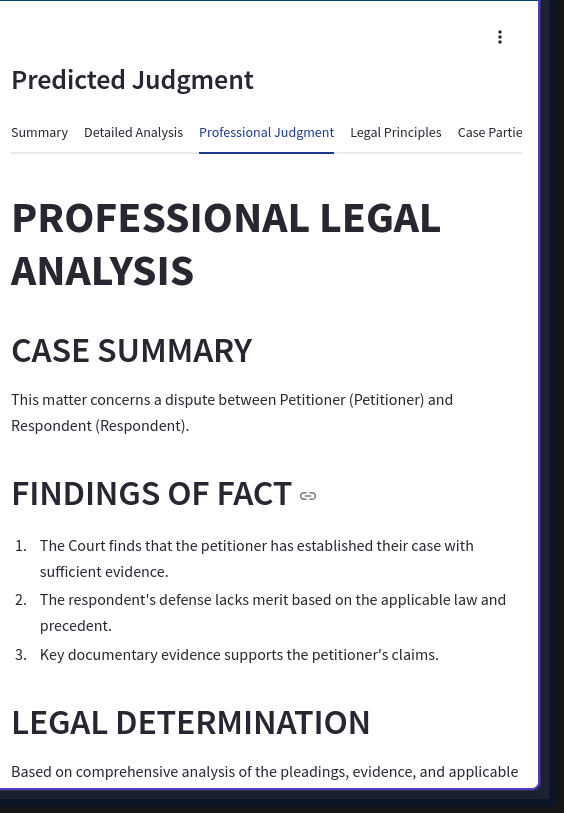 Predicted Judgment
Summary Detailed Analysis Professional Judgment Legal Principles Case Partie
PROFESSIONAL LEGAL
ANALYSIS
CASE SUMMARY
This matter concerns a dispute between Petitioner (Petitioner) and
Respondent (Respondent).
FINDINGS OF FACT
1. The Court finds that the petitioner has established their case with
sufficient evidence.
2. The respondent's defense lacks merit based on the applicable law and
precedent.
3. Key documentary evidence supports the petitioner's claims.
LEGAL DETERMINATION
Based on comprehensive analysis of the pleadings, evidence, and applicable